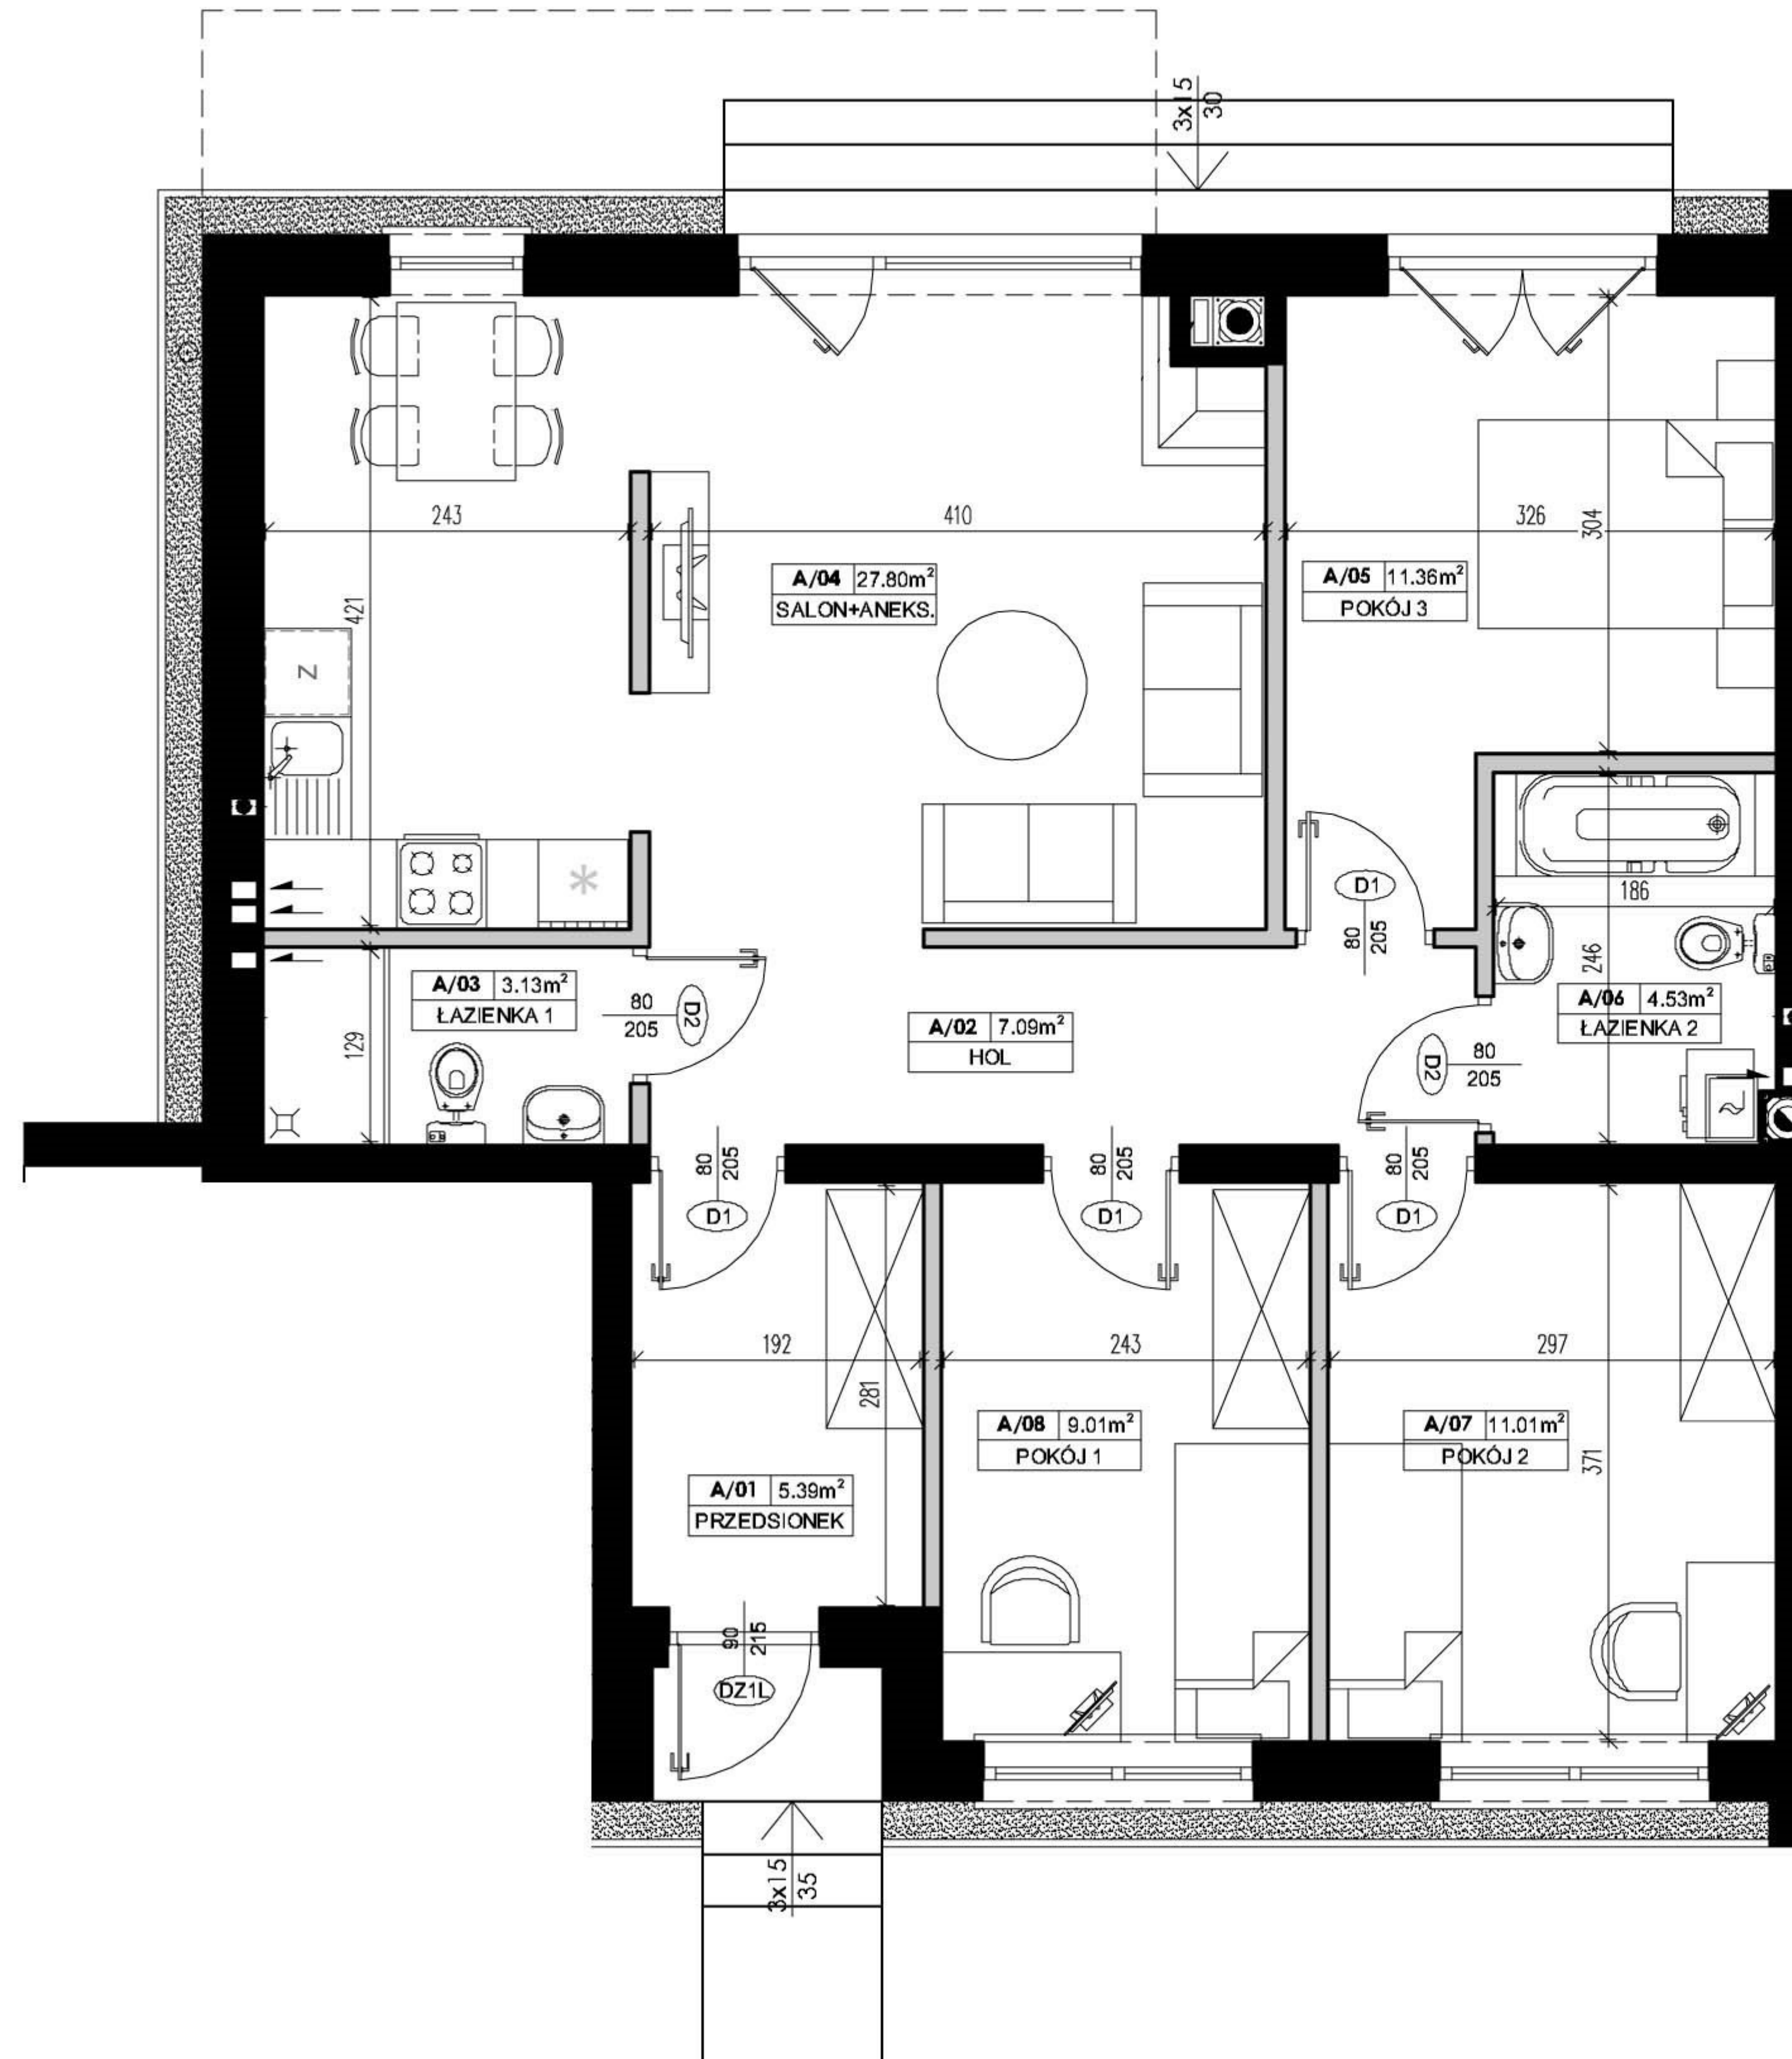 3x15
30
243
410
326
304
A/04 27.80m²
SALON+ANEKS.
A/05 11.36m²
POKÓJ 3
421
Z
*
D1
80
205
186
246
A/03 3.13m²
ŁAZIENKA 1
80
205
D2
129
A/02 7.09m²
HOL
A/06 4.53m²
ŁAZIENKA 2
D2
80
205
80
205
D1
80
205
D1
80
205
D1
192
243
297
281
371
A/08 9.01m²
POKÓJ 1
A/07 11.01m²
POKÓJ 2
A/01 5.39m²
PRZEDSIONEK
90
215
DZ1L
3x15
35